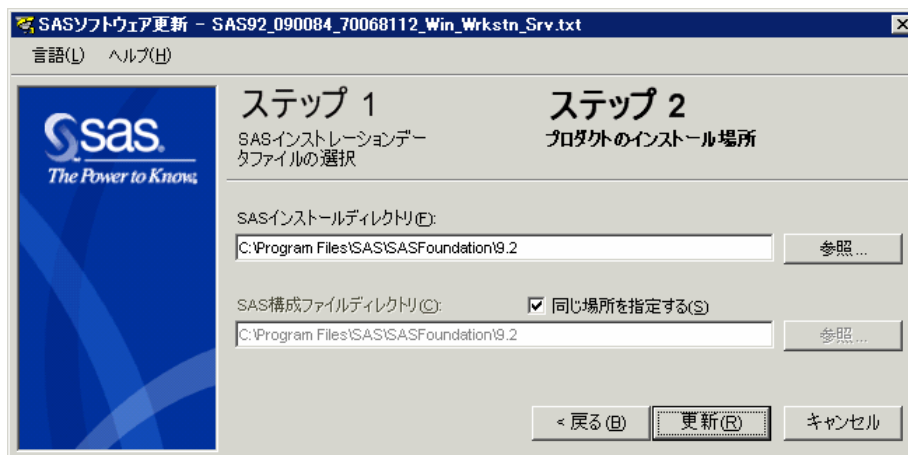 SASソフトウェア更新 - SAS92_090084_70068112_Win_Wrkstn_Srv.txt
言語(L) ヘルプ(H)
sas.
The Power to Know.
ステップ 1
SASインストレーションデー
タファイルの選択
ステップ 2
プロダクトのインストール場所
SASインストールディレクトリ(F):
C:\Program Files\SAS\SASFoundation\9.2
参照...
SAS構成ファイルディレクトリ(C):
同じ場所を指定する(S)
C:\Program Files\SAS\SASFoundation\9.2
参照...
< 戻る(B)
更新(R)
キャンセル